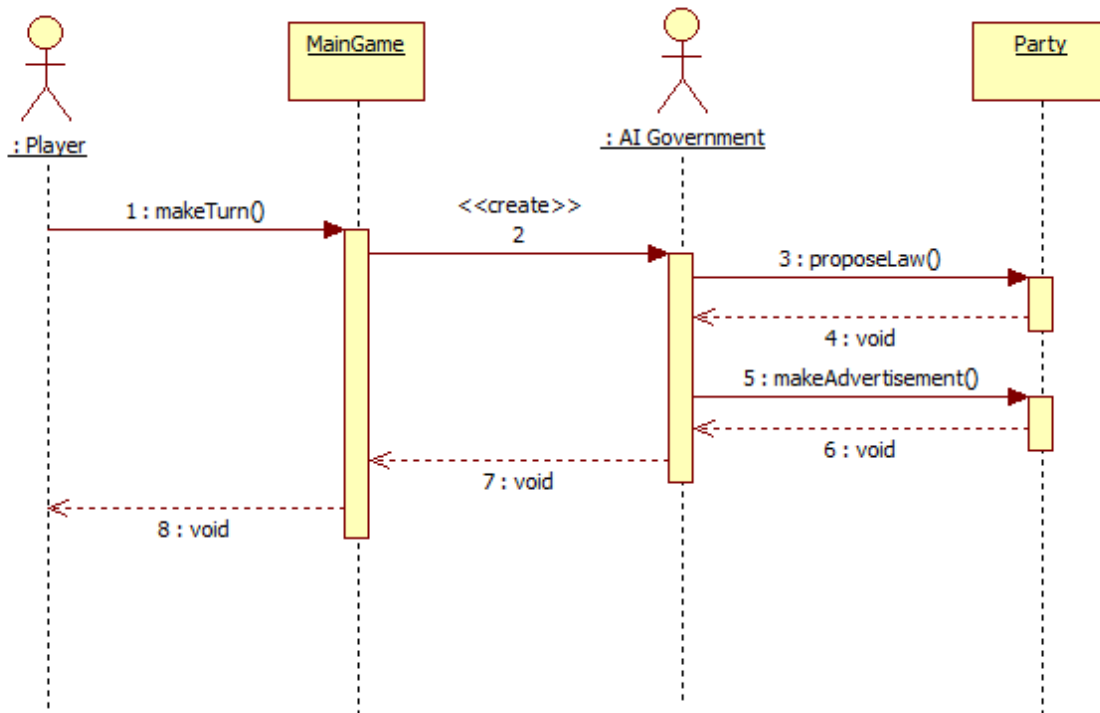 MainGame
Party
: Player
: AI Government
1 : makeTurn()
<<create>>
2
3 : proposeLaw()
4 : void
5 : makeAdvertisement()
6 : void
7 : void
8 : void